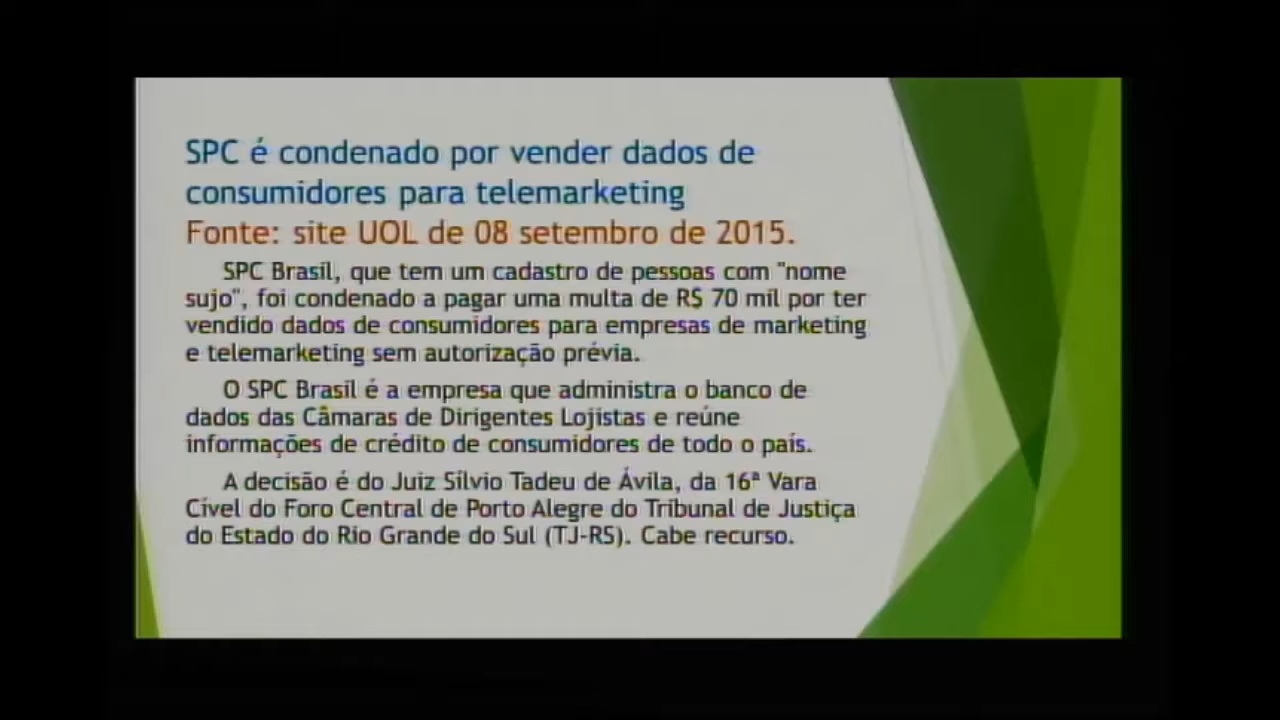 SPC é condenado por vender dados de
consumidores para telemarketing
Fonte: site UOL de 08 setembro de 2015.
SPC Brasil, que tem um cadastro de pessoas com "nome
sujo", foi condenado a pagar uma multa de R$ 70 mil por ter
vendido dados de consumidores para empresas de marketing
e telemarketing sem autorização prévia.
O SPC Brasil é a empresa que administra o banco de
dados das Câmaras de Dirigentes Lojistas e reúne
informações de crédito de consumidores de todo o país.
A decisão é do Juiz Sílvio Tadeu de Ávila, da 16ª Vara
Cível do Foro Central de Porto Alegre do Tribunal de Justiça
do Estado do Rio Grande do Sul (TJ-RS). Cabe recurso.